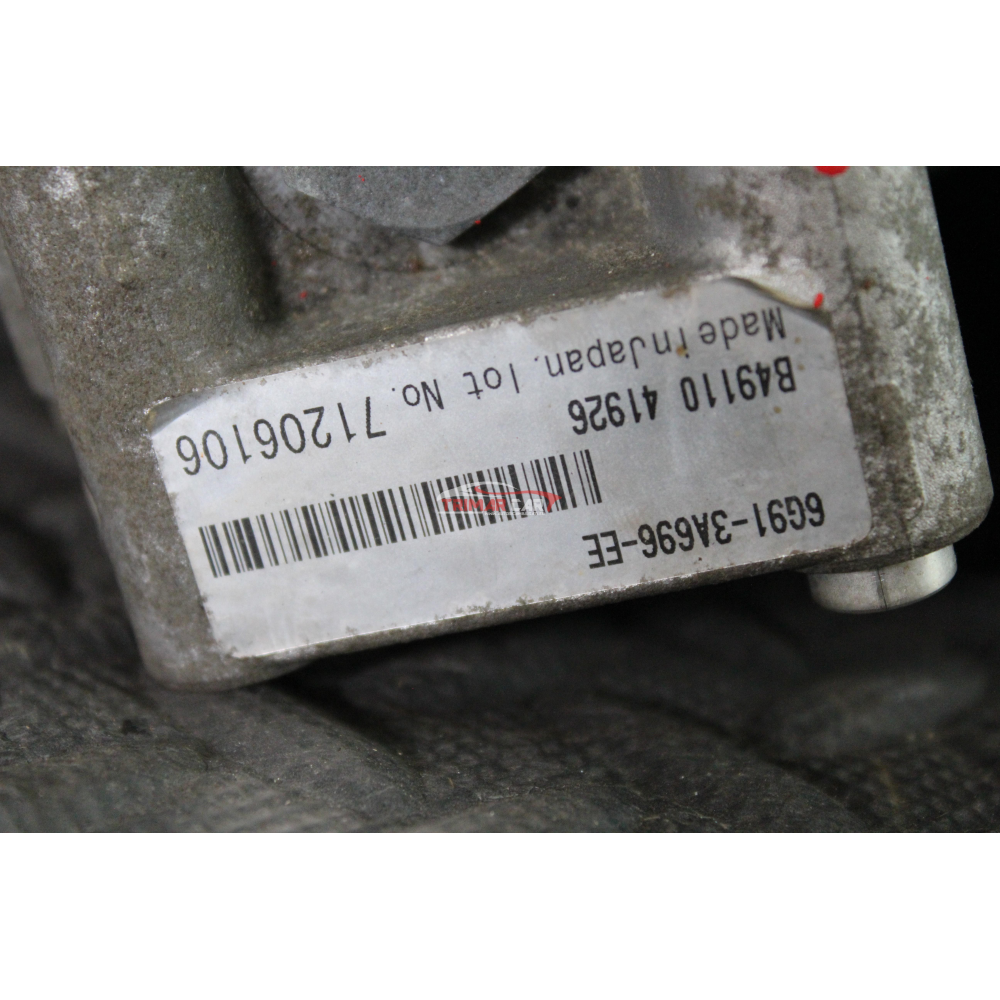 6G91-3A696-EE
B49110 41926
Made in Japan. lot No. 71206106